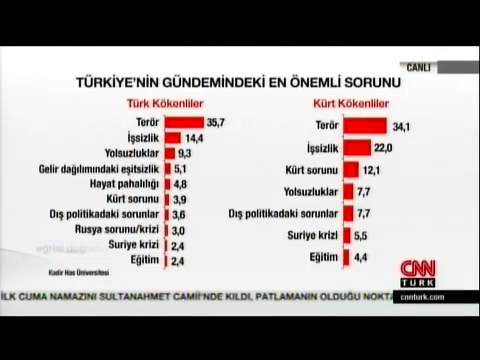 CANLI
TÜRKİYE'NİN GÜNDEMİNDEKİ EN ÖNEMLİ SORUNU
Türk Kökenliler
Terör 35,7
İşsizlik 14,4
Yolsuzluklar 9,3
Gelir dağılımındaki eşitsizlik 5,1
Hayat pahalılığı 4,8
Kürt sorunu 3,9
Dış politikadaki sorunlar 3,6
Rusya sorunu/krizi 3,0
Suriye krizi 2,4
Eğitim 2,4
Kürt Kökenliler
Terör 34,1
İşsizlik 22,0
Kürt sorunu 12,1
Yolsuzluklar 7,7
Dış politikadaki sorunlar 7,7
Suriye krizi 5,5
Eğitim 4,4
Kadir Has Üniversitesi
CNN
TÜRK
cnnturk.com
İLK CUMA NAMAZINI SULTANAHMET CAMİİ'NDE KILDI, PATLAMANIN OLDUĞU NOKTA